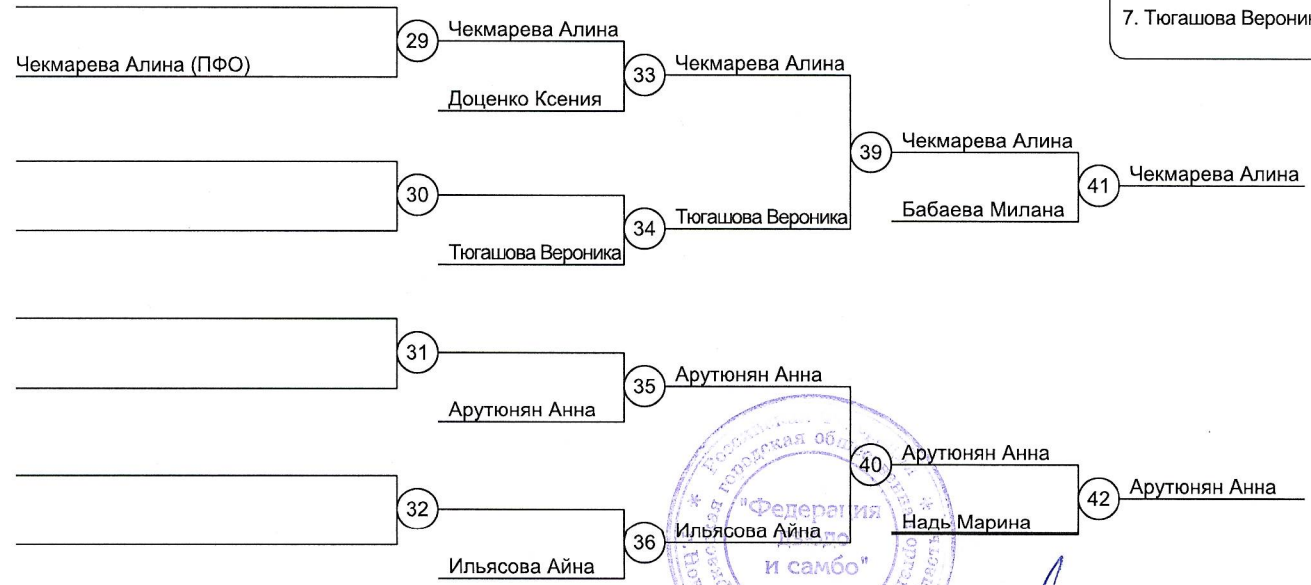 7. Тюгашова
29
Чекмарева Алина
Чекмарева Алина (ПФО)
33
Чекмарева Алина
Доценко Ксения
39
Чекмарева Алина
41
Чекмарева Алина
30
Тюгашова Вероника
34
Бабаева Милана
Тюгашова Вероника
31
35
Арутюнян Анна
Арутюнян Анна
40
Арутюнян Анна
42
Арутюнян Анна
32
Надь Марина
36
Ильясова Айна
Ильясова Айна
городская
"Федерация
и самбо"